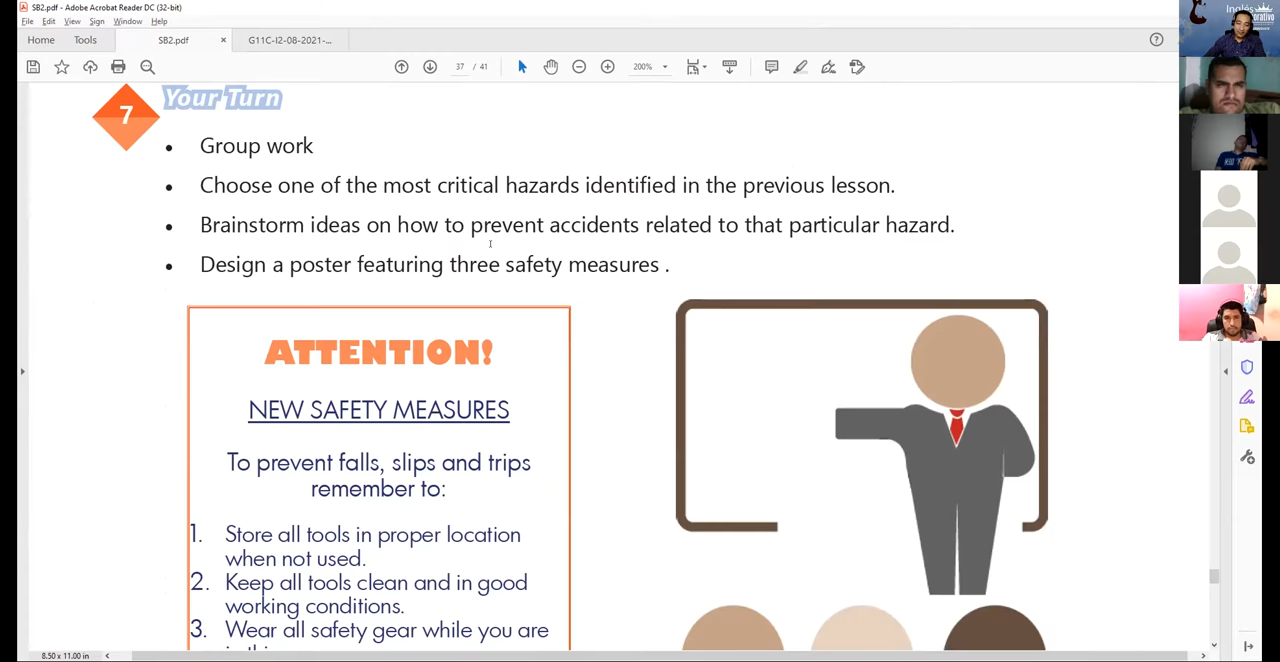 SB2.pdf - Adobe Acrobat Reader DC (32-bit)
File Edit View Sign Window Help
Home Tools SB2.pdf × G11C-I2-08-2021-...
37 / 41 200%
7 Your Turn
• Group work
• Choose one of the most critical hazards identified in the previous lesson.
• Brainstorm ideas on how to prevent accidents related to that particular hazard.
• Design a poster featuring three safety measures .
ATTENTION!
NEW SAFETY MEASURES
To prevent falls, slips and trips
remember to:
1. Store all tools in proper location
when not used.
2. Keep all tools clean and in good
working conditions.
3. Wear all safety gear while you are
8.50 x 11.00 in
Inglés